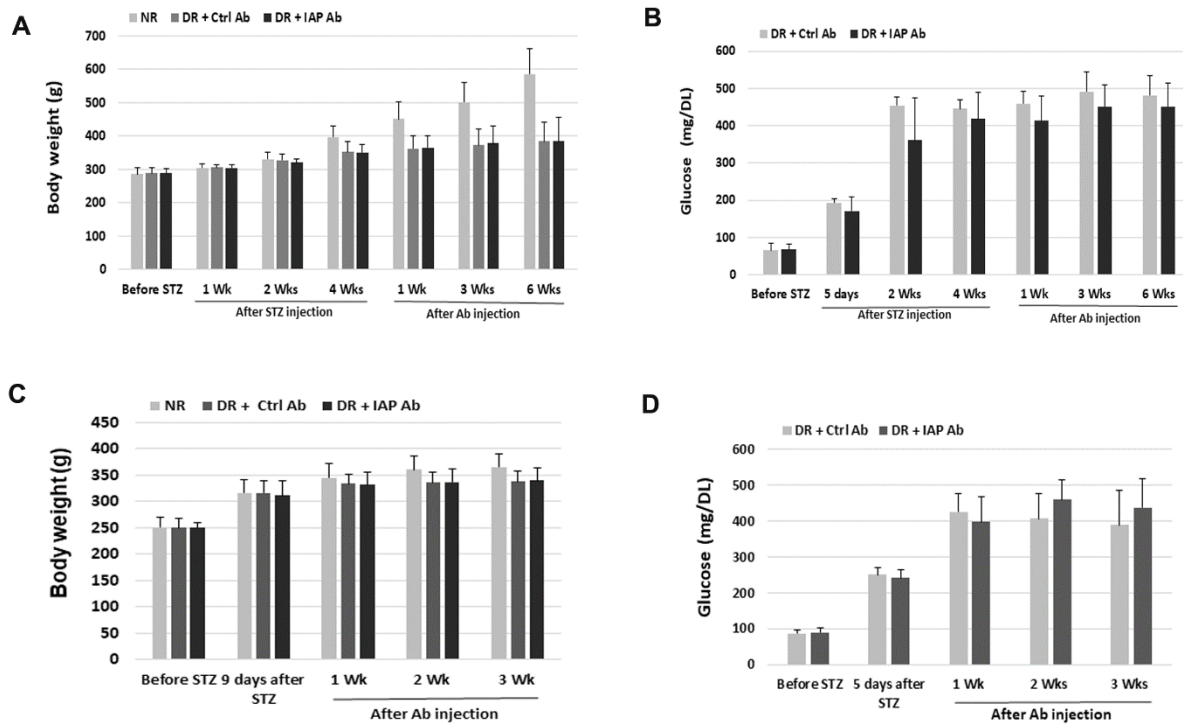 A
NR DR + Ctrl Ab DR + IAP Ab
Body weight (g)
700
600
500
400
300
200
100
0
Before STZ 1 Wk 2 Wks 4 Wks 1 Wk 3 Wks 6 Wks
After STZ injection After Ab injection
B
DR + Ctrl Ab DR + IAP Ab
Glucose (mg/DL)
600
500
400
300
200
100
0
Before STZ 5 days 2 Wks 4 Wks 1 Wk 3 Wks 6 Wks
After STZ injection After Ab injection
C
NR DR + Ctrl Ab DR + IAP Ab
Body weight (g)
450
400
350
300
250
200
150
100
50
0
Before STZ 9 days after 1 Wk 2 Wk 3 Wk
STZ
After Ab injection
D
DR + Ctrl Ab DR + IAP Ab
Glucose (mg/DL)
600
500
400
300
200
100
0
Before STZ 5 days after 1 Wk 2 Wks 3 Wks
STZ
After Ab injection